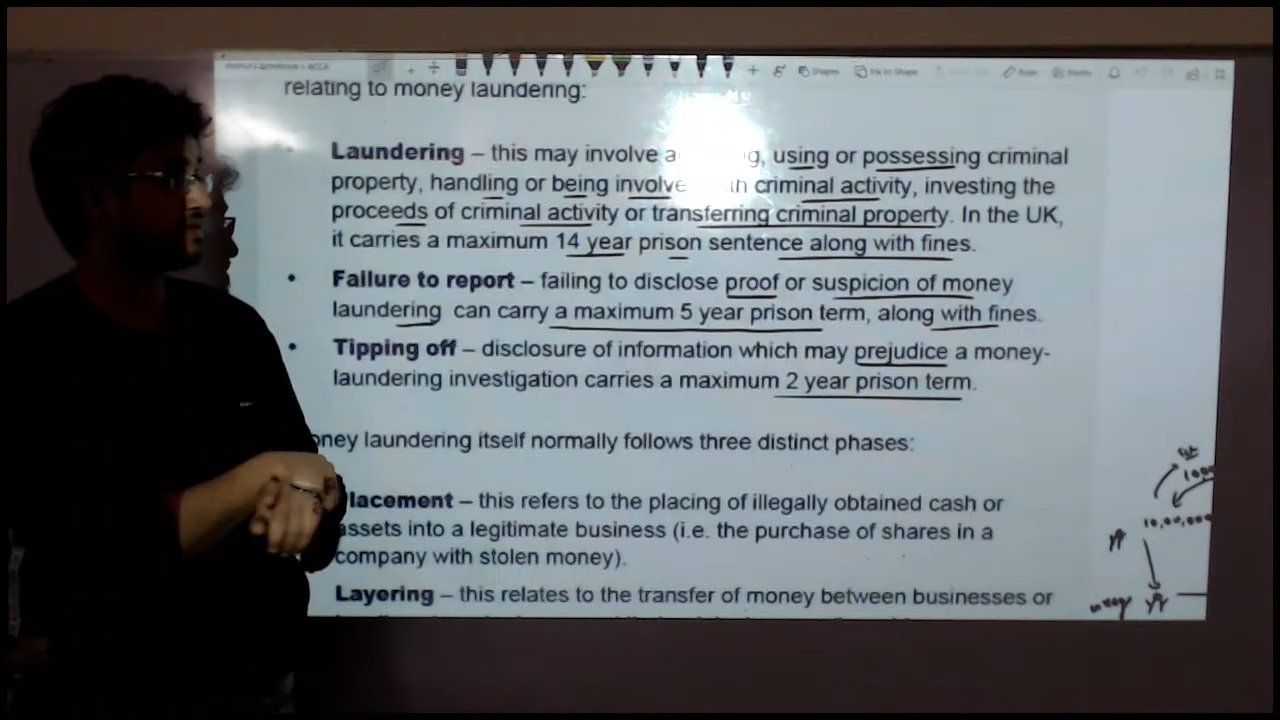 relating to money laundering:
Laundering – this may involve a g, using or possessing criminal
property, handling or being involve h criminal activity, investing the
proceeds of criminal activity or transferring criminal property. In the UK,
it carries a maximum 14 year prison sentence along with fines.
• Failure to report – failing to disclose proof or suspicion of money
laundering can carry a maximum 5 year prison term, along with fines.
• Tipping off – disclosure of information which may prejudice a money-
laundering investigation carries a maximum 2 year prison term.
oney laundering itself normally follows three distinct phases:
lacement – this refers to the placing of illegally obtained cash or
assets into a legitimate business (i.e. the purchase of shares in a
company with stolen money).
Layering – this relates to the transfer of money between businesses or
Shapes Ink to Shape
1000
10,00,000